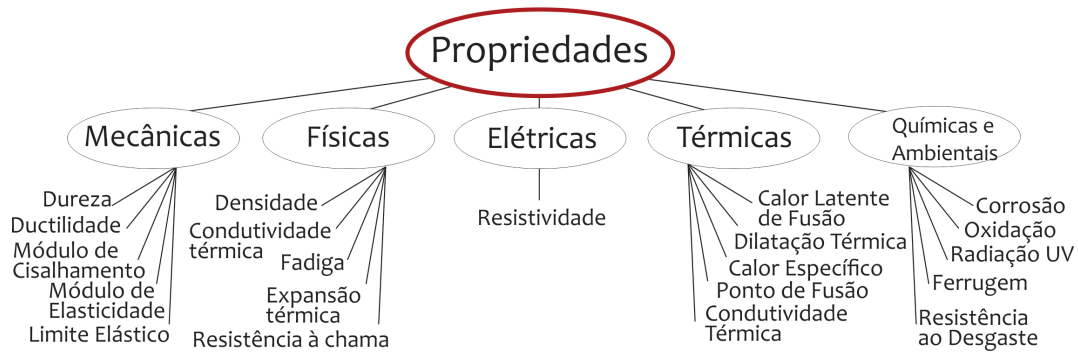 Propriedades
Mecânicas
Físicas
Elétricas
Térmicas
Químicas e
Ambientais
Dureza
Ductilidade
Módulo de
Cisalhamento
Módulo de
Elasticidade
Limite Elástico
Densidade
Condutividade
térmica
Fadiga
Expansão
térmica
Resistência à chama
Resistividade
Calor Latente
de Fusão
Dilatação Térmica
Calor Específico
Ponto de Fusão
Condutividade
Térmica
Corrosão
Oxidação
Radiação UV
Ferrugem
Resistência
ao Desgaste